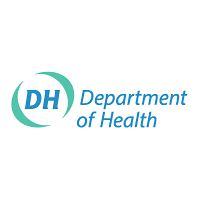 DH
Department
of Health